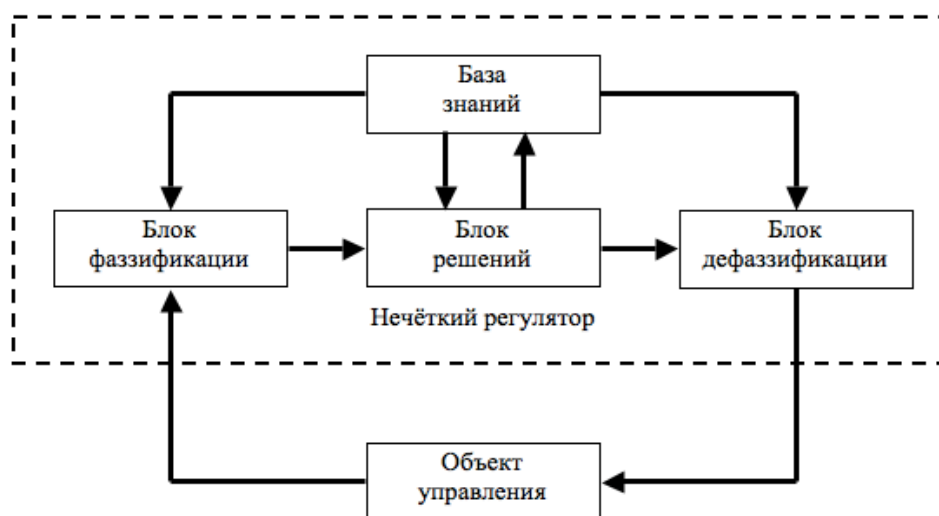 База
знаний
Блок
фаззификации
Блок
решений
Блок
дефаззификации
Нечёткий регулятор
Объект
управления